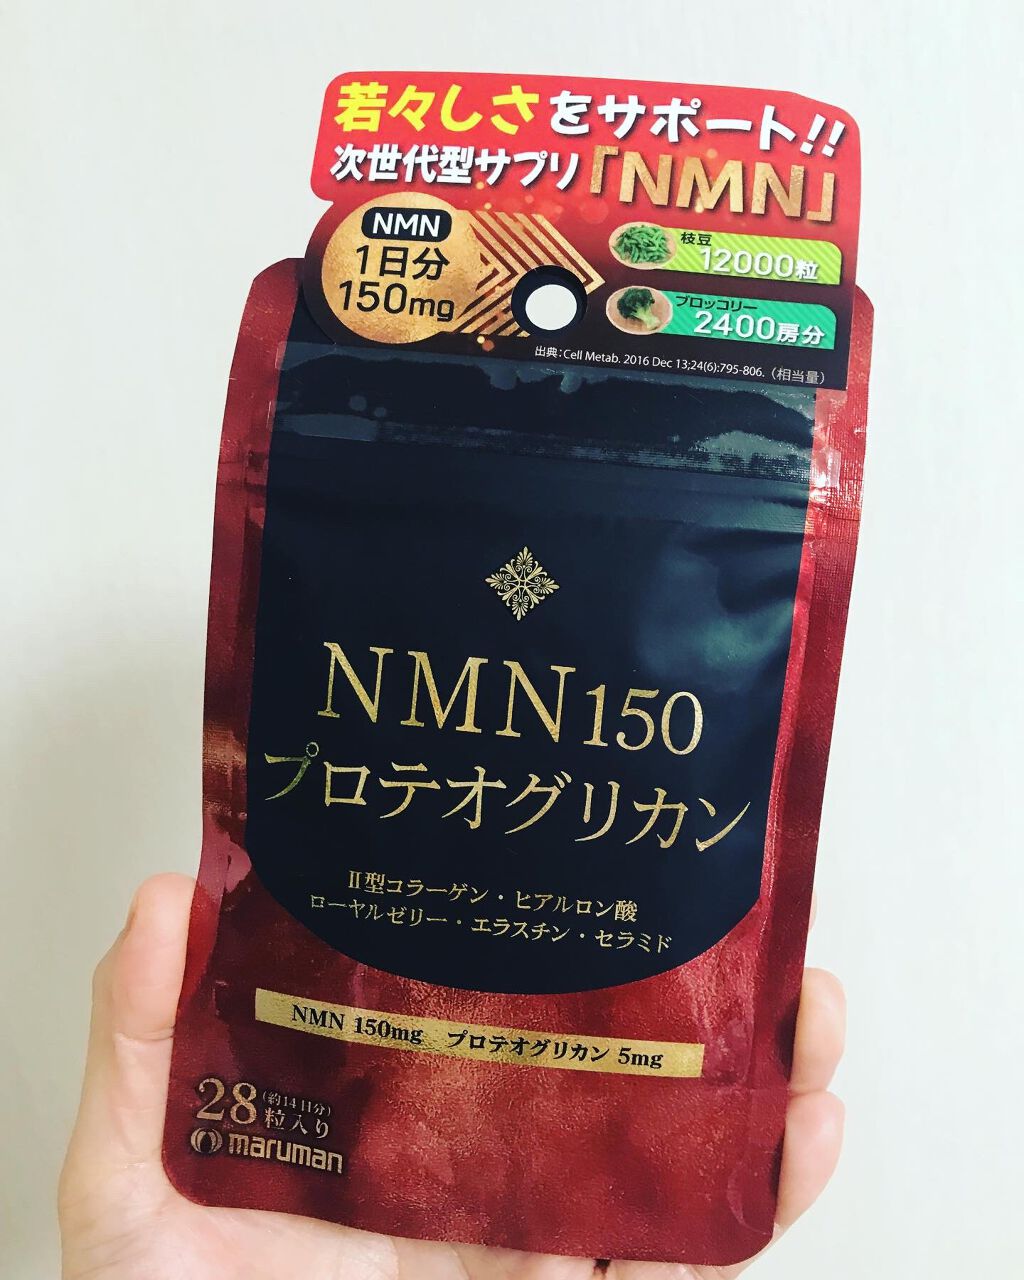 若々しさをサポート!!
次世代型サプリ「NMN」
NMN
1日分
150mg
枝豆
12000粒
ブロッコリー
2400房分
出典：Cell Metab. 2016 Dec 13;24(6):795-806.（相当量）
NMN150
プロテオグリカン
Ⅱ型コラーゲン・ヒアルロン酸
ローヤルゼリー・エラスチン・セラミド
NMN 150mg プロテオグリカン 5mg
28粒入り
(約14日分)
maruman